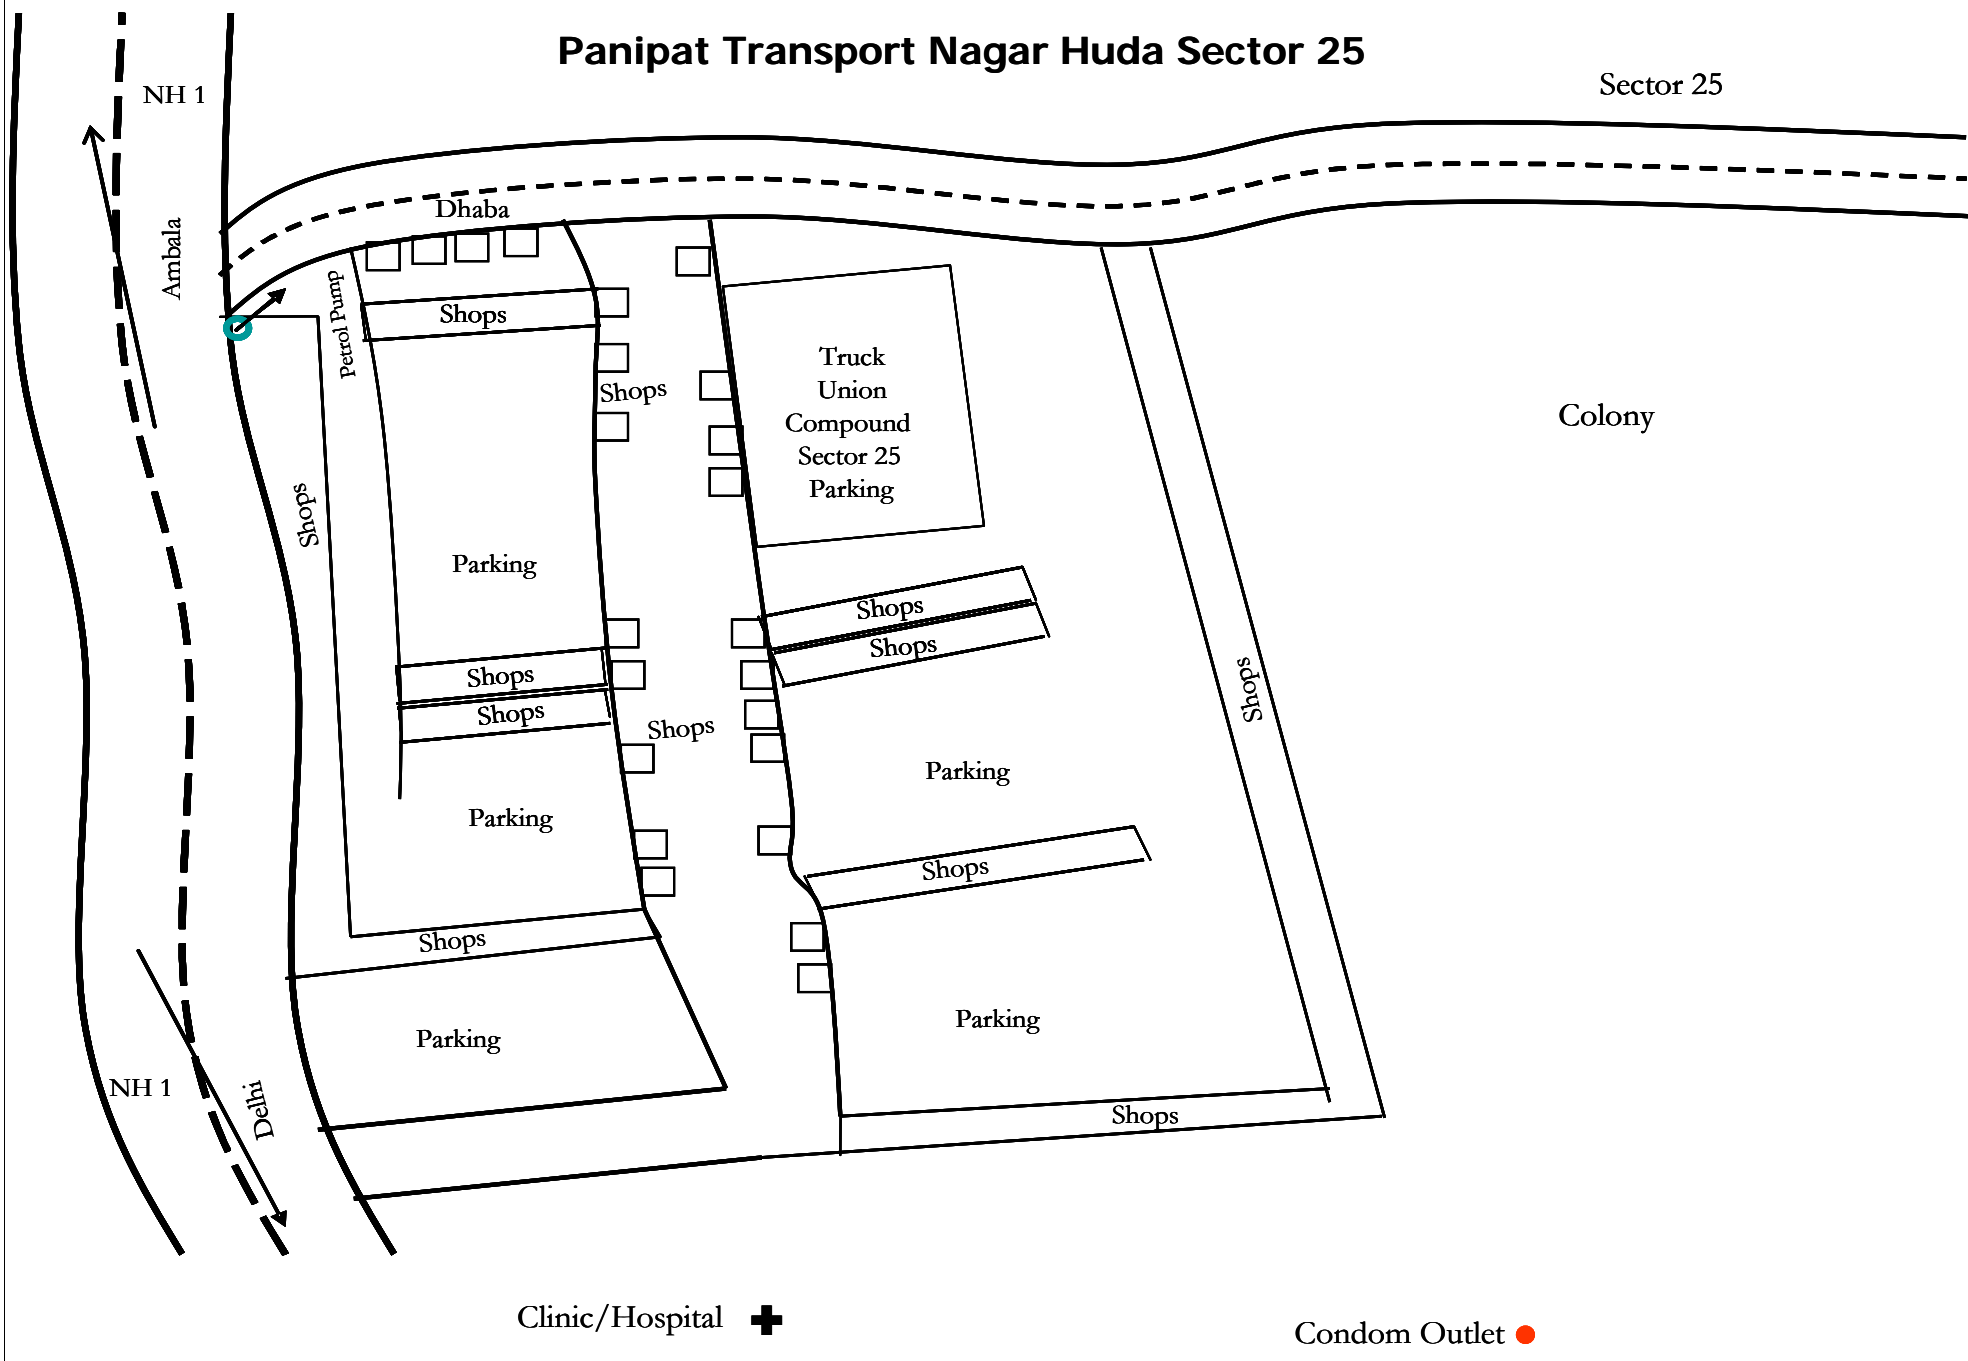 Panipat Transport Nagar Huda Sector 25
Sector 25
NH 1
Ambala
Dhaba
Petrol Pump
Shops
Shops
Truck
Union
Compound
Sector 25
Parking
Colony
Shops
Parking
Shops
Shops
Shops
Shops
Shops
Shops
Parking
Parking
Shops
Shops
Parking
Parking
NH 1
Delhi
Shops
Clinic/Hospital
Condom Outlet